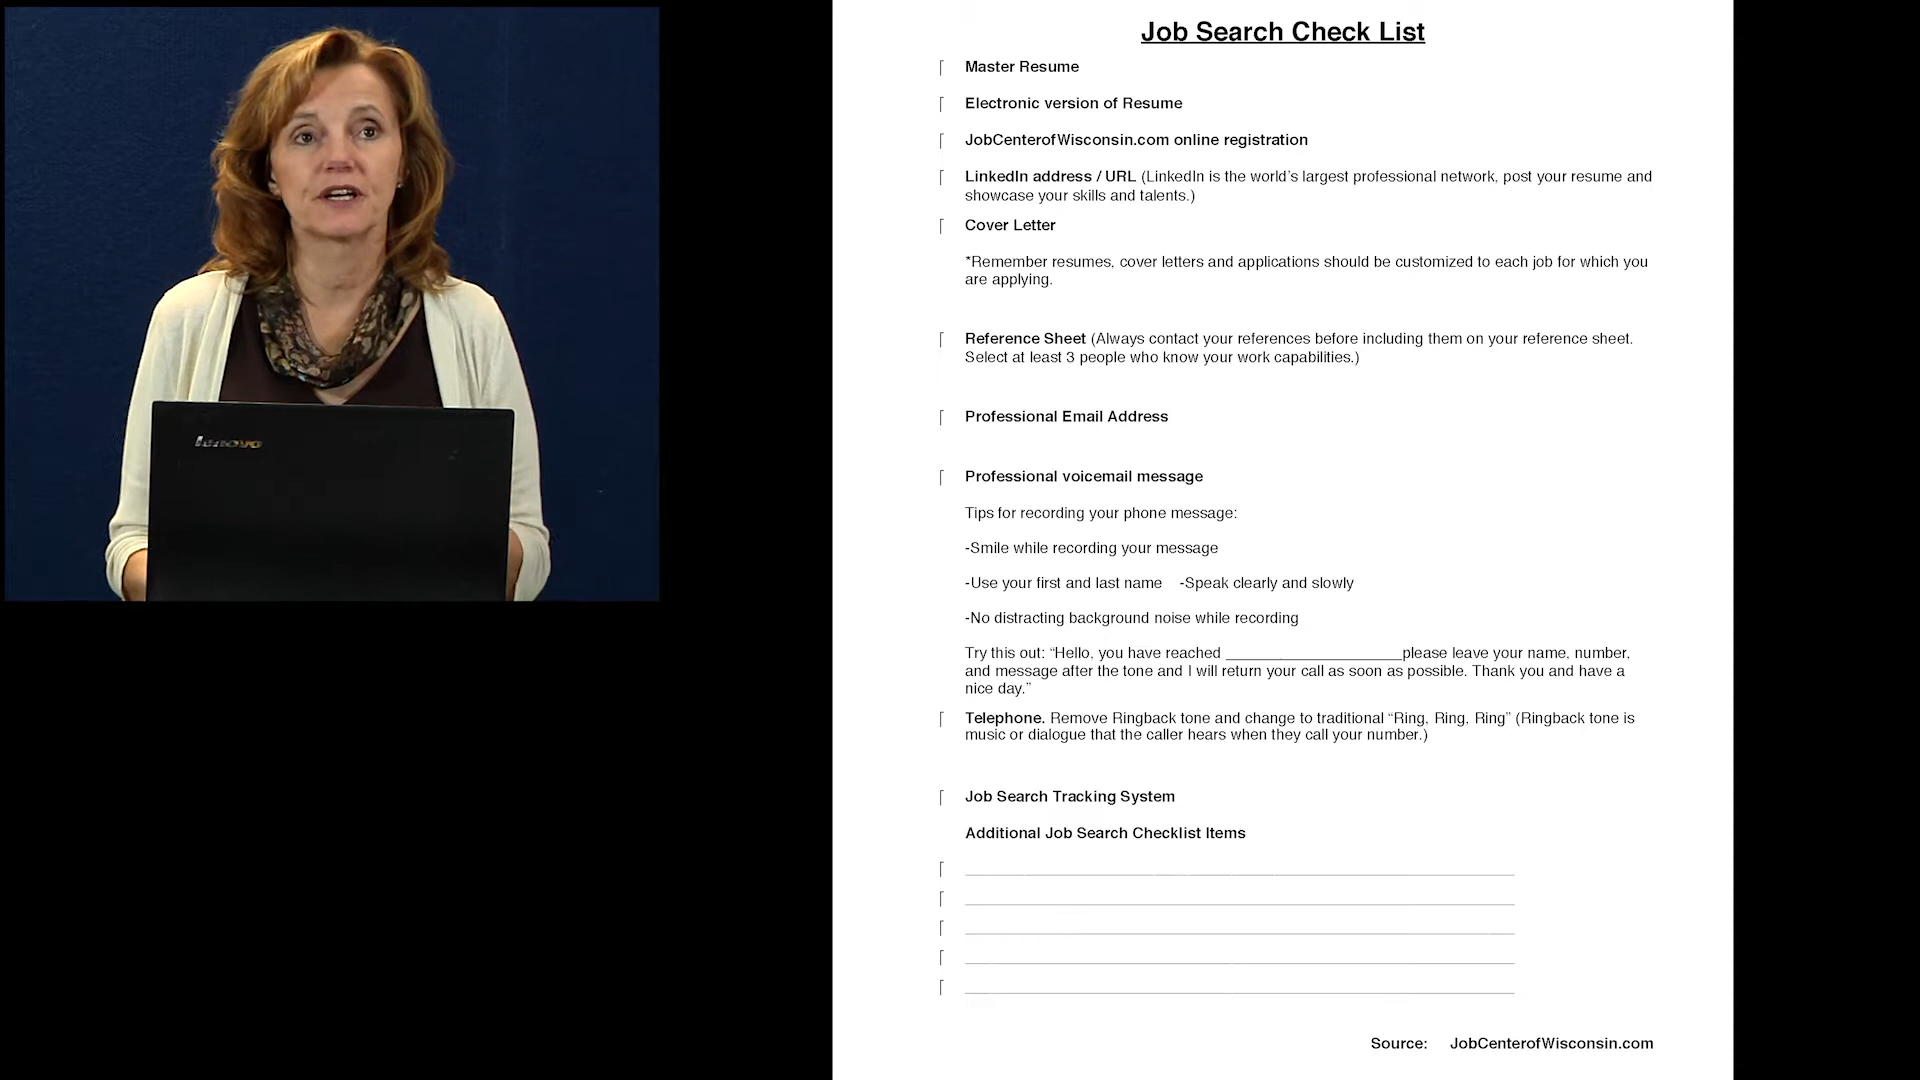 lenovo
Job Search Check List
Master Resume
Electronic version of Resume
JobCenterofWisconsin.com online registration
LinkedIn address / URL (LinkedIn is the world's largest professional network, post your resume and
showcase your skills and talents.)
Cover Letter
*Remember resumes, cover letters and applications should be customized to each job for which you
are applying.
Reference Sheet (Always contact your references before including them on your reference sheet.
Select at least 3 people who know your work capabilities.)
Professional Email Address
Professional voicemail message
Tips for recording your phone message:
-Smile while recording your message
-Use your first and last name -Speak clearly and slowly
-No distracting background noise while recording
Try this out: “Hello, you have reached ______________________please leave your name, number,
and message after the tone and I will return your call as soon as possible. Thank you and have a
nice day.”
Telephone. Remove Ringback tone and change to traditional “Ring, Ring, Ring” (Ringback tone is
music or dialogue that the caller hears when they call your number.)
Job Search Tracking System
Additional Job Search Checklist Items
Source: JobCenterofWisconsin.com